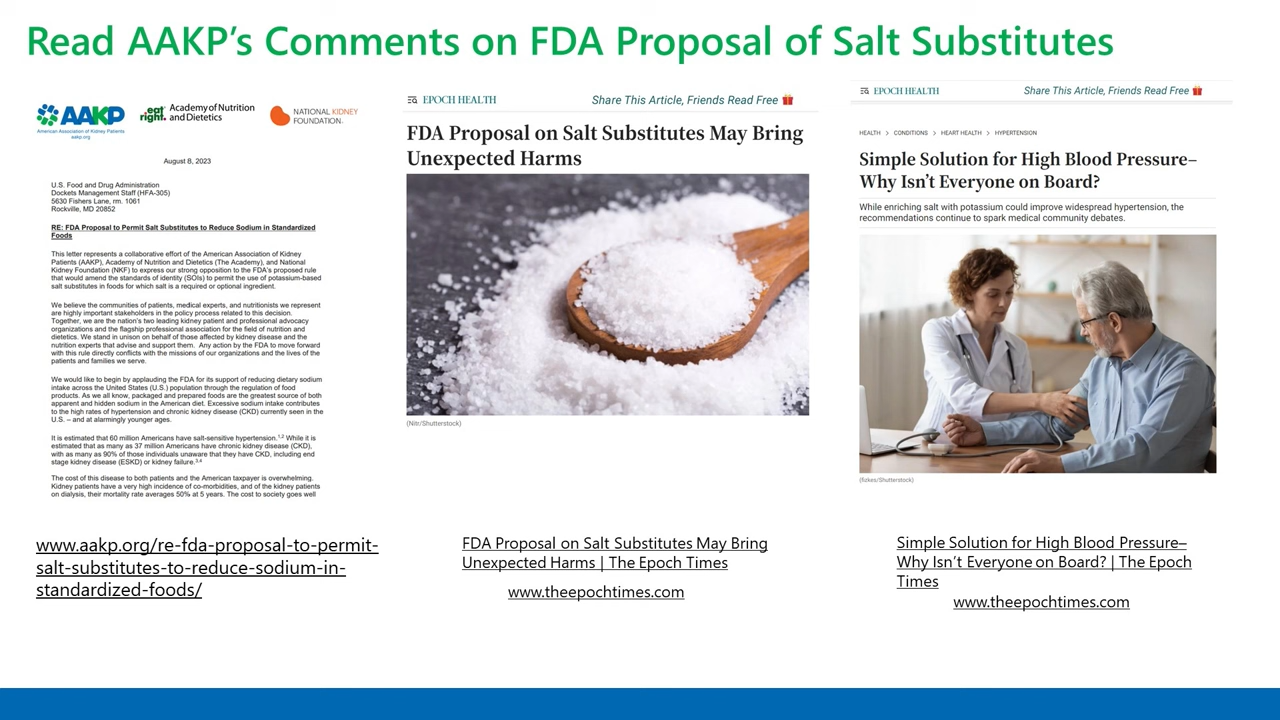 Read AAKP's Comments on FDA Proposal of Salt Substitutes
AAKP
American Association of Kidney Patients
aakp.org
eat right.
Academy of Nutrition
and Dietetics
NATIONAL KIDNEY
FOUNDATION
August 8, 2023
U.S. Food and Drug Administration
Dockets Management Staff (HFA-305)
5630 Fishers Lane, rm. 1061
Rockville, MD 20852
RE: FDA Proposal to Permit Salt Substitutes to Reduce Sodium in Standardized
Foods
This letter represents a collaborative effort of the American Association of Kidney
Patients (AAKP), Academy of Nutrition and Dietetics (The Academy), and National
Kidney Foundation (NKF) to express our strong opposition to the FDA's proposed rule
that would amend the standards of identity (SOIs) to permit the use of potassium-based
salt substitutes in foods for which salt is a required or optional ingredient.
We believe the communities of patients, medical experts, and nutritionists we represent
are highly important stakeholders in the policy process related to this decision.
Together, we are the nation's two leading kidney patient and professional advocacy
organizations and the flagship professional association for the field of nutrition and
dietetics. We stand in unison on behalf of those affected by kidney disease and the
nutrition experts that advise and support them. Any action by the FDA to move forward
with this rule directly conflicts with the missions of our organizations and the lives of the
patients and families we serve.
We would like to begin by applauding the FDA for its support of reducing dietary sodium
intake across the United States (U.S.) population through the regulation of food
products. As we all know, packaged and prepared foods are the greatest source of both
apparent and hidden sodium in the American diet. Excessive sodium intake contributes
to the high rates of hypertension and chronic kidney disease (CKD) currently seen in the
U.S. – and at alarmingly younger ages.
It is estimated that 60 million Americans have salt-sensitive hypertension.1,2 While it is
estimated that as many as 37 million Americans have chronic kidney disease (CKD),
with as many as 90% of those individuals unaware that they have CKD, including end
stage kidney disease (ESKD) or kidney failure.3,4
The cost of this disease to both patients and the American taxpayer is overwhelming.
Kidney patients have a very high incidence of co-morbidities, and of the kidney patients
on dialysis, their mortality rate averages 50% at 5 years. The cost to society goes well
www.aakp.org/re-fda-proposal-to-permit-
salt-substitutes-to-reduce-sodium-in-
standardized-foods/
EPOCH HEALTH
Share This Article, Friends Read Free
FDA Proposal on Salt Substitutes May Bring
Unexpected Harms
(Nitr/Shutterstock)
FDA Proposal on Salt Substitutes May Bring
Unexpected Harms | The Epoch Times
www.theepochtimes.com
EPOCH HEALTH
Share This Article, Friends Read Free
HEALTH > CONDITIONS > HEART HEALTH > HYPERTENSION
Simple Solution for High Blood Pressure–
Why Isn't Everyone on Board?
While enriching salt with potassium could improve widespread hypertension, the
recommendations continue to spark medical community debates.
(fizkes/Shutterstock)
Simple Solution for High Blood Pressure–
Why Isn't Everyone on Board? | The Epoch
Times
www.theepochtimes.com